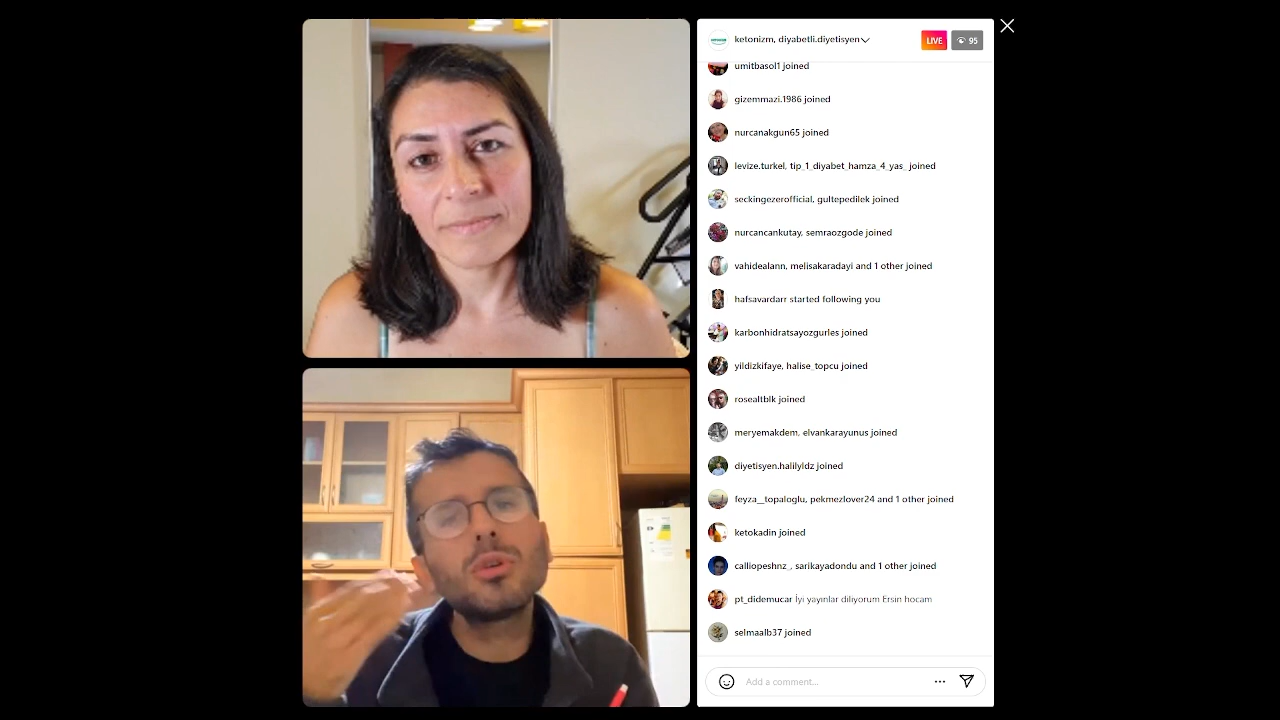 ketonizm, diyabetli.diyetisyen
LIVE
95
umitbasol1 joined
gizemmazi.1986 joined
nurcanakgun65 joined
levize.turkel, tip_1_diyabet_hamza_4_yas_ joined
seckingezerofficial, gultepedilek joined
nurcancankutay, semraozgode joined
vahidealann, melisakaradayi and 1 other joined
hafsavardarr started following you
karbonhidratsayozgurles joined
yildizkifaye, halise_topcu joined
rosealtblk joined
meryemakdem, elvankarayunus joined
diyetisyen.halilyldz joined
feyza__topaloglu, pekmezlover24 and 1 other joined
ketokadin joined
calliopeshnz_, sarikayadondu and 1 other joined
pt_didemucar İyi yayınlar diliyorum Ersin hocam
selmaalb37 joined
Add a comment...